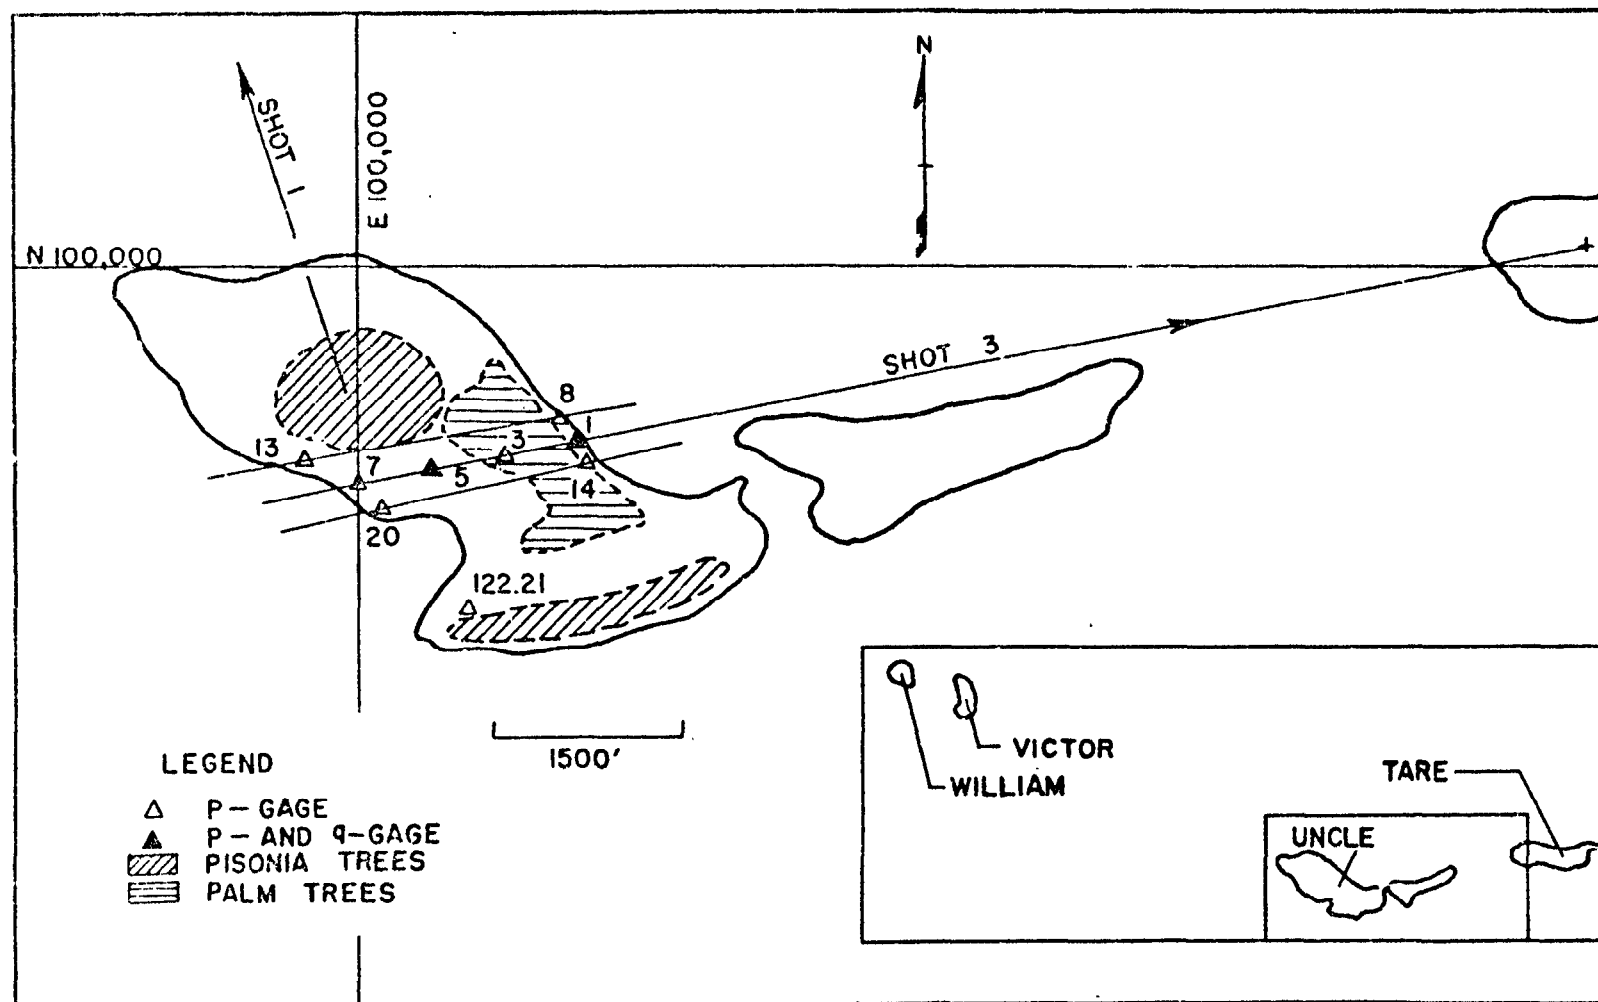 N
SHOT 1
E 100,000
N 100,000
SHOT 3
8
1
13
3
7
5
14
20
122.21
1500'
LEGEND
P-GAGE
P-AND q-GAGE
PISONIA TREES
PALM TREES
VICTOR
WILLIAM
TARE
UNCLE